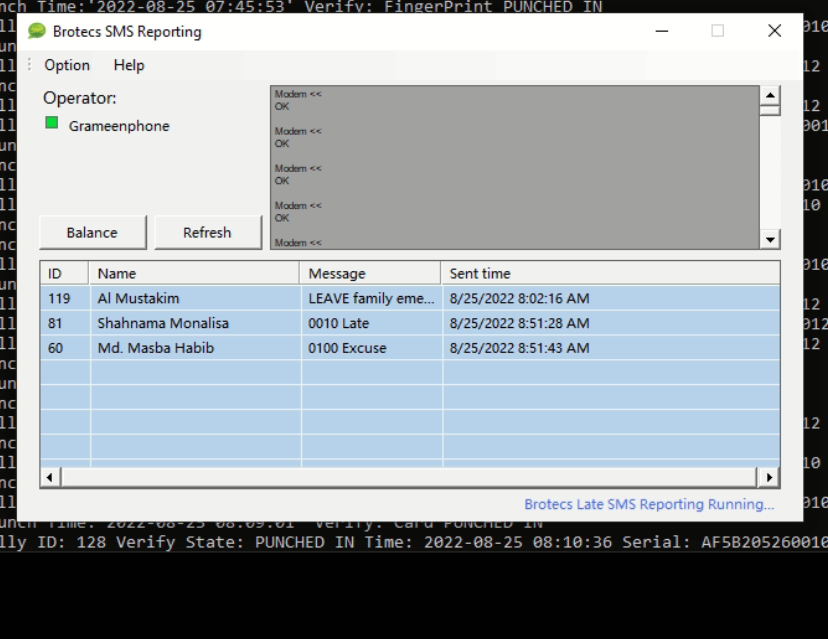 nch Time:'2022-08-25 07:45:53' Verify: FingerPrint PUNCHED IN
Brotecs SMS Reporting
Option Help
Operator:
Grameenphone
Modem <<
OK
Modem <<
OK
Modem <<
OK
Modem <<
OK
Modem <<
Balance Refresh
ID Name Message Sent time
119 Al Mustakim LEAVE family eme... 8/25/2022 8:02:16 AM
81 Shahnama Monalisa 0010 Late 8/25/2022 8:51:28 AM
60 Md. Masba Habib 0100 Excuse 8/25/2022 8:51:43 AM
Brotecs Late SMS Reporting Running...
unch Time: 2022-08-25 08:09:01 Verify: Card PUNCHED IN
lly ID: 128 Verify State: PUNCHED IN Time: 2022-08-25 08:10:36 Serial: AF5B205260010